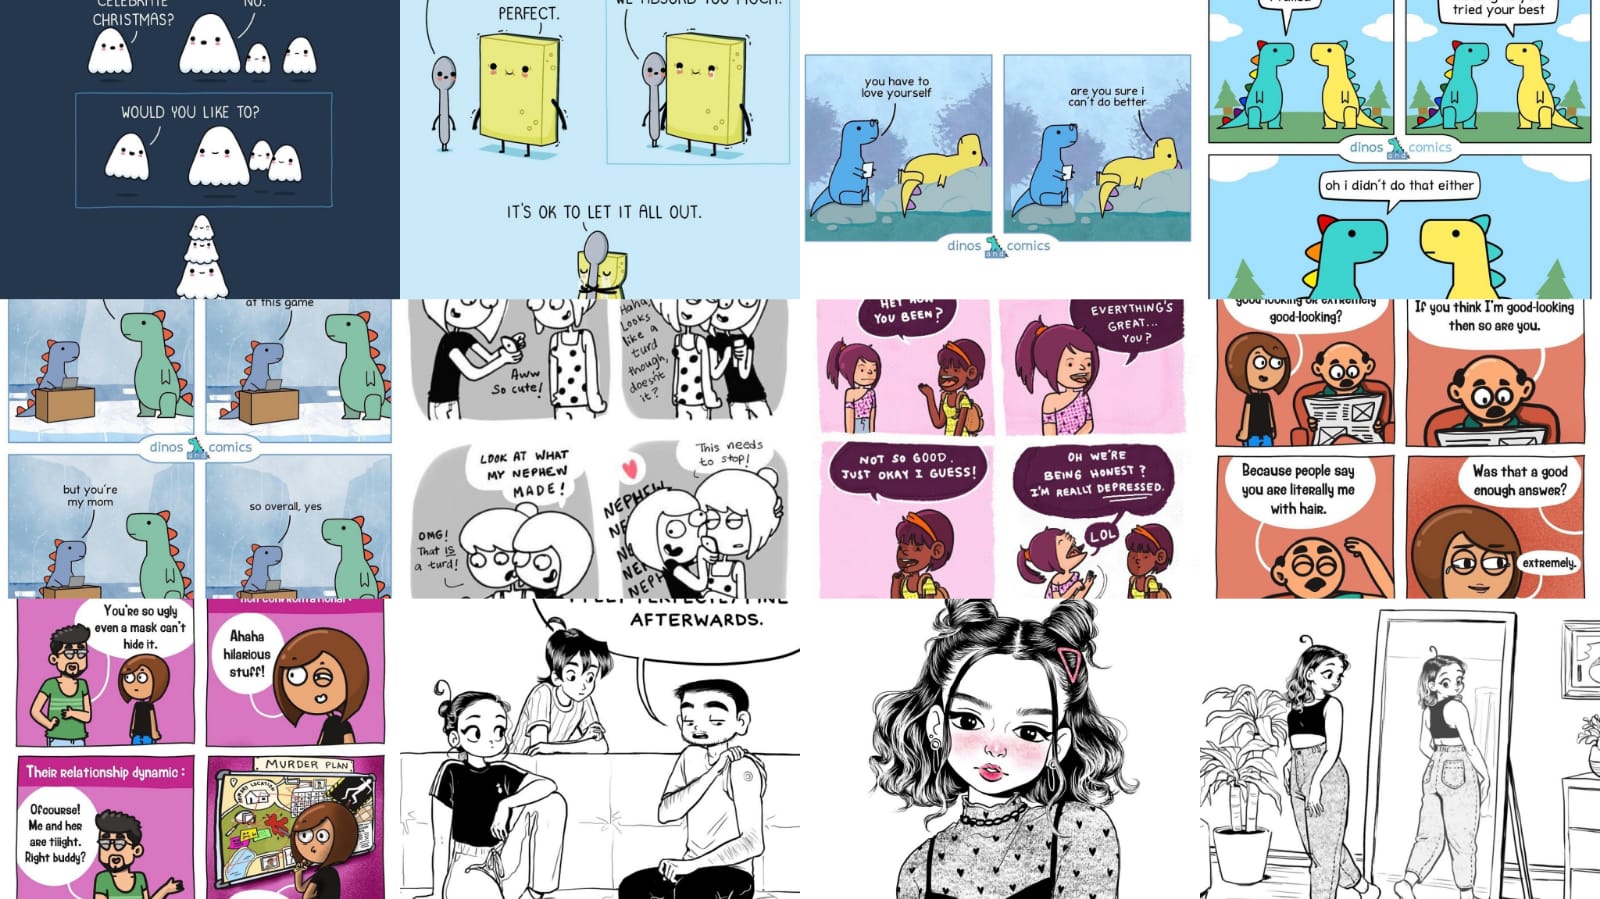 CELEBRATE
CHRISTMAS?
NO.
WOULD YOU LIKE TO?
PERFECT.
WE ABSORB YOU MUCH.
IT'S OK TO LET IT ALL OUT.
you have to
love yourself
are you sure i
can't do better
dinos and comics
tried your best
dinos and comics
oh i didn't do that either
at this game
dinos and comics
but you're
my mom
so overall, yes
Aww
So cute!
Haha,
Looks
like a
turd
though,
doesn't
it?
LOOK AT WHAT
MY NEPHEW
MADE!
OMG!
That IS
a turd!
This needs
to stop!
NEPHEW
HEY HOW
YOU BEEN?
EVERYTHING'S
GREAT...
YOU?
NOT SO GOOD.
JUST OKAY I GUESS!
OH WE'RE
BEING HONEST?
I'M REALLY DEPRESSED.
LOL
good-looking or extremely
good-looking?
If you think I'm good-looking
then so are you.
Because people say
you are literally me
with hair.
Was that a good
enough answer?
extremely.
You're so ugly
even a mask can't
hide it.
non confrontational:
Ahaha
hilarious
stuff!
Their relationship dynamic:
Ofcourse!
Me and her
are tiiight.
Right buddy?
MURDER PLAN
AFTERWARDS.